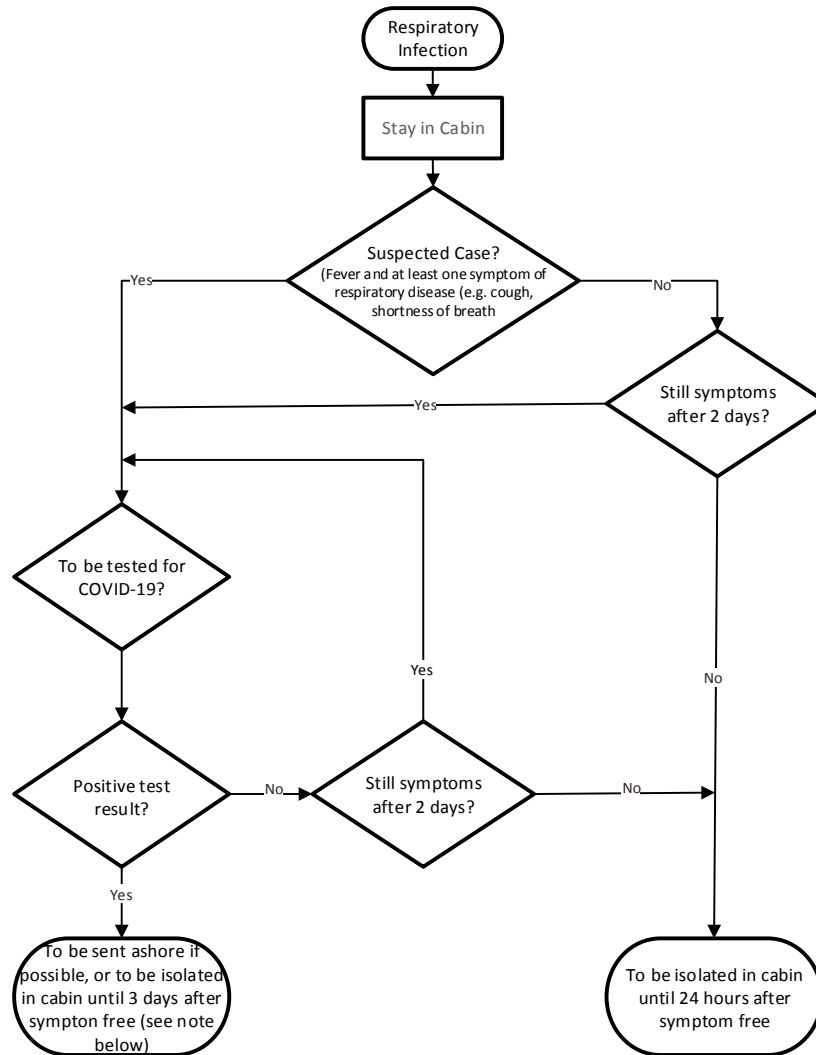 Respiratory
Infection
Stay in Cabin
Suspected Case?
(Fever and at least one symptom of
respiratory disease (e.g. cough,
shortness of breath
Yes
No
Still symptoms
after 2 days?
Yes
To be tested for
COVID-19?
Yes
No
Positive test
result?
No
Still symptoms
after 2 days?
No
Yes
To be sent ashore if
possible, or to be isolated
in cabin until 3 days after
sympton free (see note
below)
To be isolated in cabin
until 24 hours after
symptom free